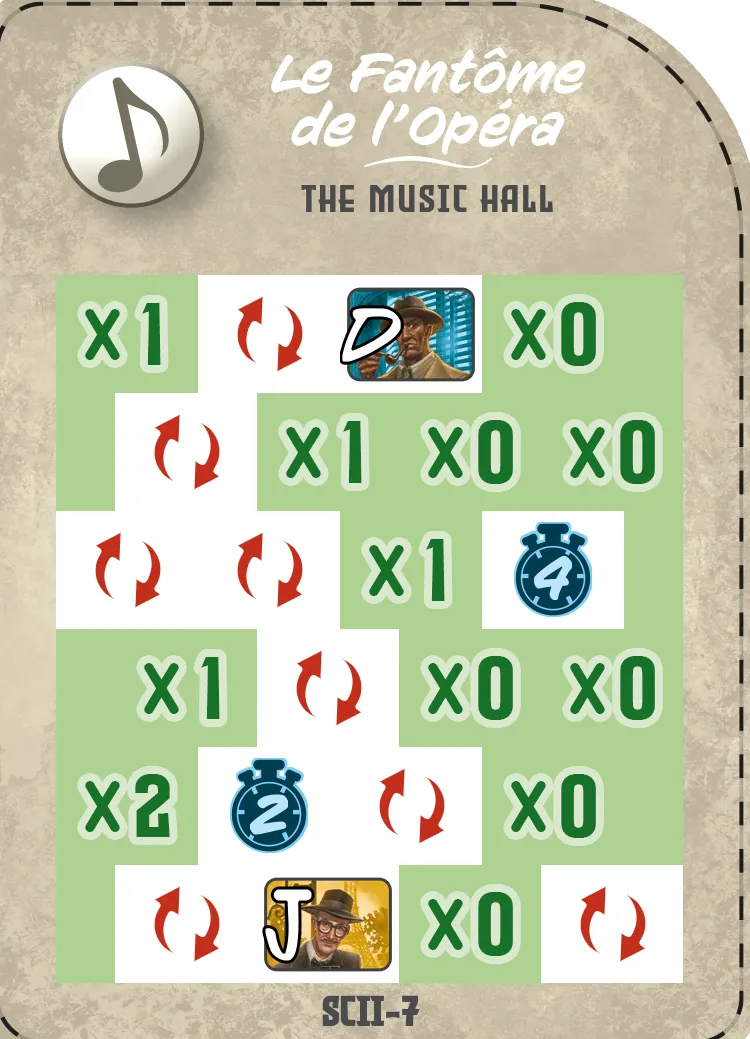 Le Fantôme
de l'Opéra
THE MUSIC HALL
X1 D X0
X1 X0 X0
X1 4
X1 X0 X0
X2 2 X0
J X0
SCII-7